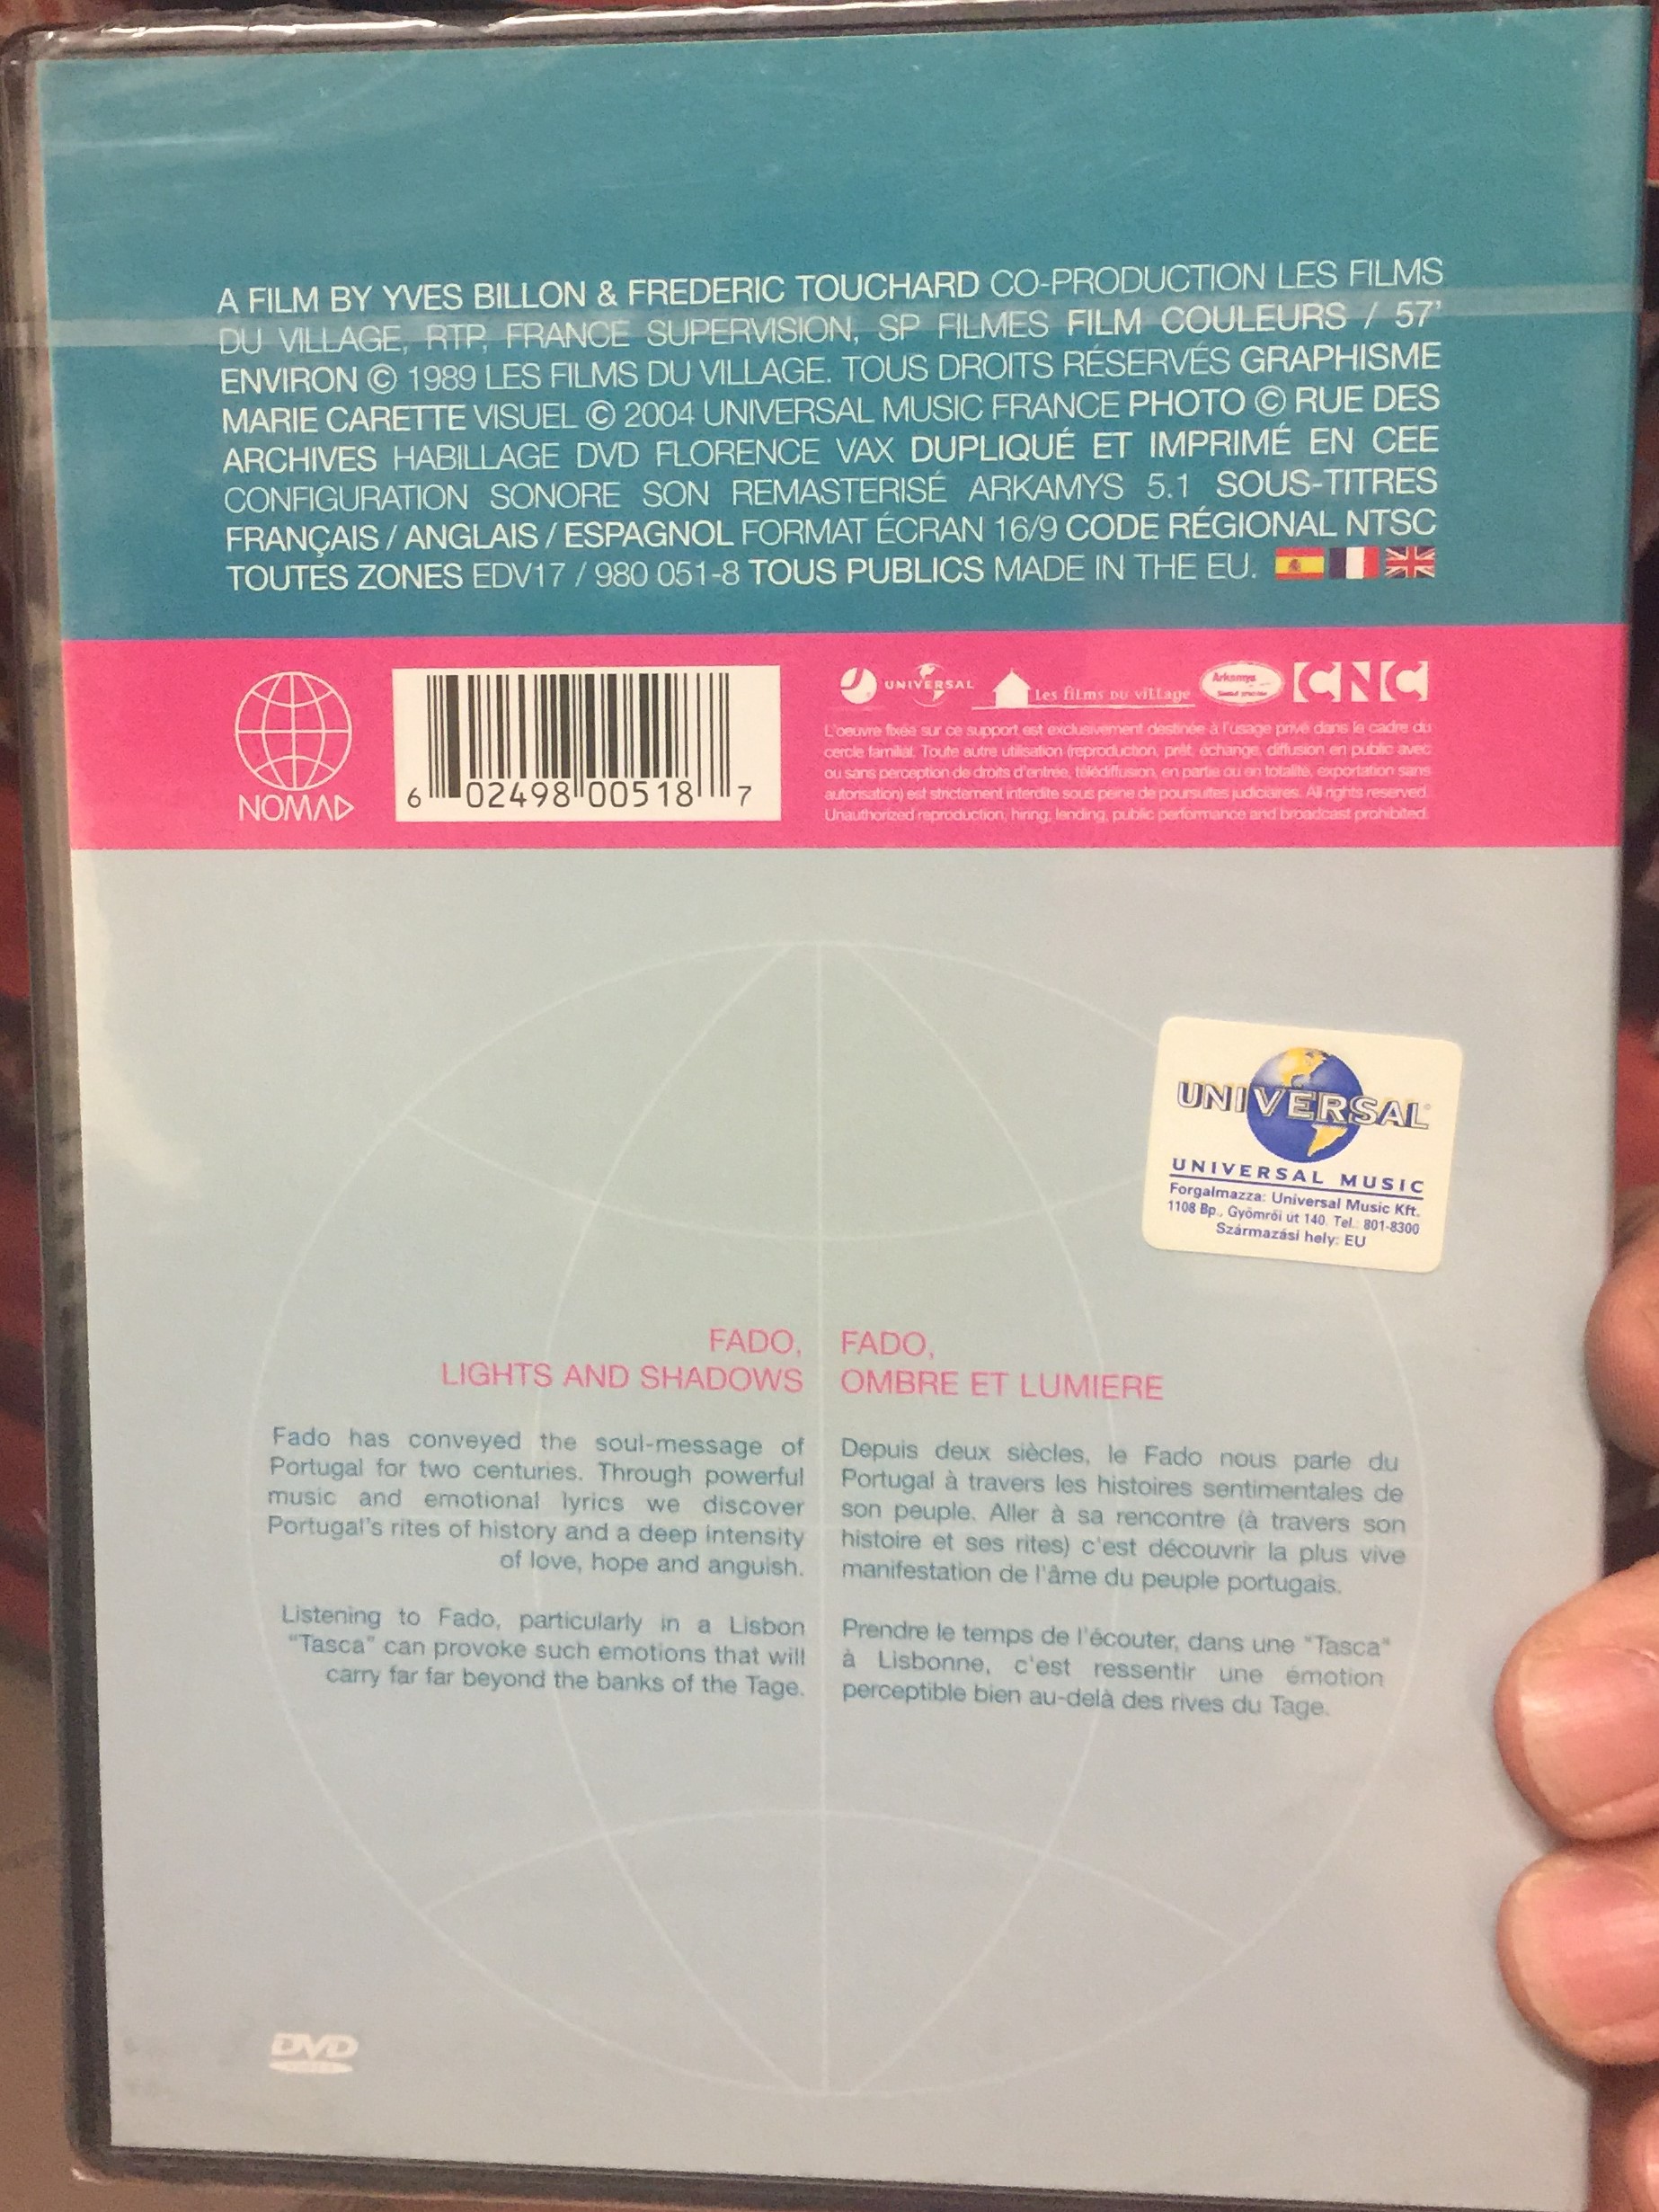 A FILM BY YVES BILLON & FREDERIC TOUCHARD CO-PRODUCTION LES FILMS
DU VILLAGE, RTP, FRANCE SUPERVISION, SP FILMES FILM COULEURS / 57'
ENVIRON © 1989 LES FILMS DU VILLAGE. TOUS DROITS RÉSERVÉS GRAPHISME
MARIE CARETTE VISUEL © 2004 UNIVERSAL MUSIC FRANCE PHOTO © RUE DES
ARCHIVES HABILLAGE DVD FLORENCE VAX DUPLIQUÉ ET IMPRIMÉ EN CEE
CONFIGURATION SONORE SON REMASTERISÉ ARKAMYS 5.1 SOUS-TITRES
FRANÇAIS / ANGLAIS / ESPAGNOL FORMAT ÉCRAN 16/9 CODE RÉGIONAL NTSC
TOUTES ZONES EDV17 / 980 051-8 TOUS PUBLICS MADE IN THE EU.
NOMAD
6 02498 00518 7
UNIVERSAL
Les films du village
Arkamys
CNC
L'oeuvre fixée sur ce support est exclusivement destinée à l'usage privé dans le cadre du
cercle familial. Toute autre utilisation (reproduction, prêt, échange, diffusion en public avec
ou sans perception de droits d'entrée, télédiffusion, en partie ou en totalité, exportation sans
autorisation) est strictement interdite sous peine de poursuites judiciaires. All rights reserved.
Unauthorized reproduction, hiring, lending, public performance and broadcast prohibited.
UNIVERSAL
UNIVERSAL MUSIC
Forgalmazza: Universal Music Kft.
1108 Bp., Gyömrői út 140. Tel.: 801-8300
Származási hely: EU
FADO,
LIGHTS AND SHADOWS
Fado has conveyed the soul-message of
Portugal for two centuries. Through powerful
music and emotional lyrics we discover
Portugal's rites of history and a deep intensity
of love, hope and anguish.
Listening to Fado, particularly in a Lisbon
"Tasca" can provoke such emotions that will
carry far far beyond the banks of the Tage.
FADO,
OMBRE ET LUMIERE
Depuis deux siècles, le Fado nous parle du
Portugal à travers les histoires sentimentales de
son peuple. Aller à sa rencontre (à travers son
histoire et ses rites) c'est découvrir la plus vive
manifestation de l'âme du peuple portugais.
Prendre le temps de l'écouter, dans une "Tasca"
à Lisbonne, c'est ressentir une émotion
perceptible bien au-delà des rives du Tage.
DVD